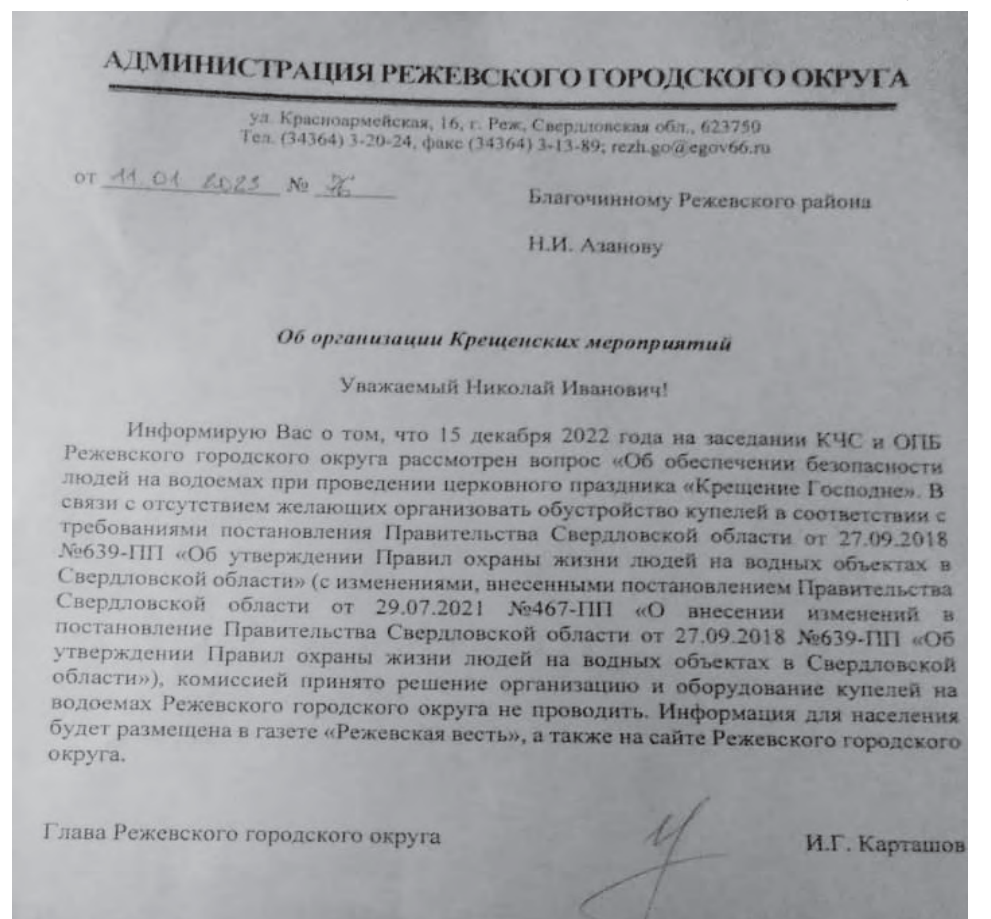 АДМИНИСТРАЦИЯ РЕЖЕВСКОГО ГОРОДСКОГО ОКРУГА
ул. Красноармейская, 16, г. Реж, Свердловская обл., 623750
Тел. (34364) 3-20-24, факс (34364) 3-13-89; rezh.go@egov66.ru
от 11.01 2023 №
Благочинному Режевского района
Н.И. Азанову
Об организации Крещенских мероприятий
Уважаемый Николай Иванович!
Информирую Вас о том, что 15 декабря 2022 года на заседании КЧС и ОПБ
Режевского городского округа рассмотрен вопрос «Об обеспечении безопасности
людей на водоемах при проведении церковного праздника «Крещение Господне». В
связи с отсутствием желающих организовать обустройство купелей в соответствии с
требованиями постановления Правительства Свердловской области от 27.09.2018
№639-ПП «Об утверждении Правил охраны жизни людей на водных объектах в
Свердловской области» (с изменениями, внесенными постановлением Правительства
Свердловской области от 29.07.2021 №467-ПП «О внесении изменений в
постановление Правительства Свердловской области от 27.09.2018 №639-ПП «Об
утверждении Правил охраны жизни людей на водных объектах в Свердловской
области»), комиссией принято решение организацию и оборудование купелей на
водоемах Режевского городского округа не проводить. Информация для населения
будет размещена в газете «Режевская весть», а также на сайте Режевского городского
округа.
Глава Режевского городского округа
И.Г. Карташов